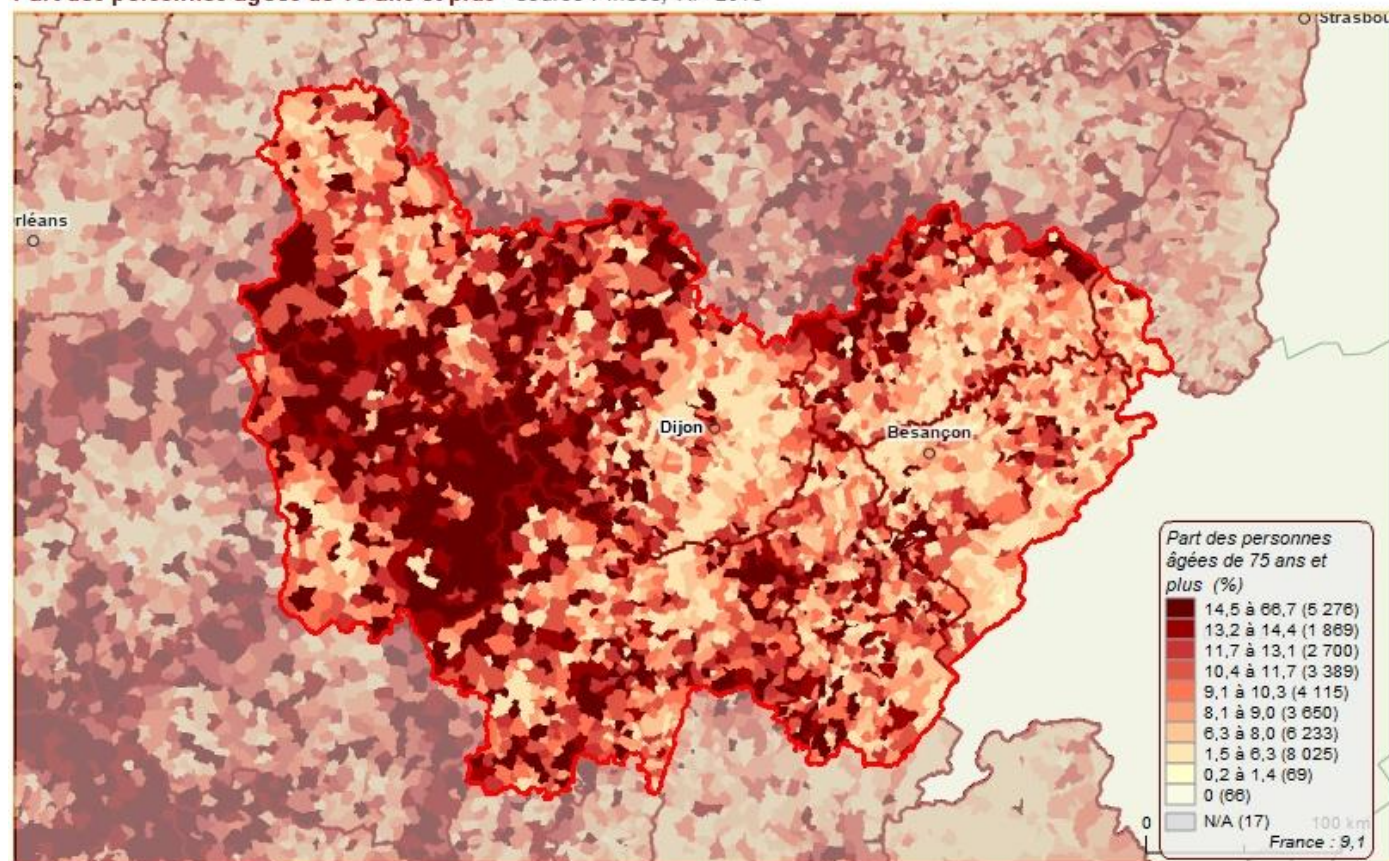 Strasbou
rléans
Dijon
Besançon
Part des personnes
âgées de 75 ans et
plus (%)
14,5 à 66,7 (5 276)
13,2 à 14,4 (1 869)
11,7 à 13,1 (2 700)
10,4 à 11,7 (3 389)
9,1 à 10,3 (4 115)
8,1 à 9,0 (3 650)
6,3 à 8,0 (6 233)
1,5 à 6,3 (8 025)
0,2 à 1,4 (69)
0 (66)
N/A (17)
0 100 km
France : 9,1